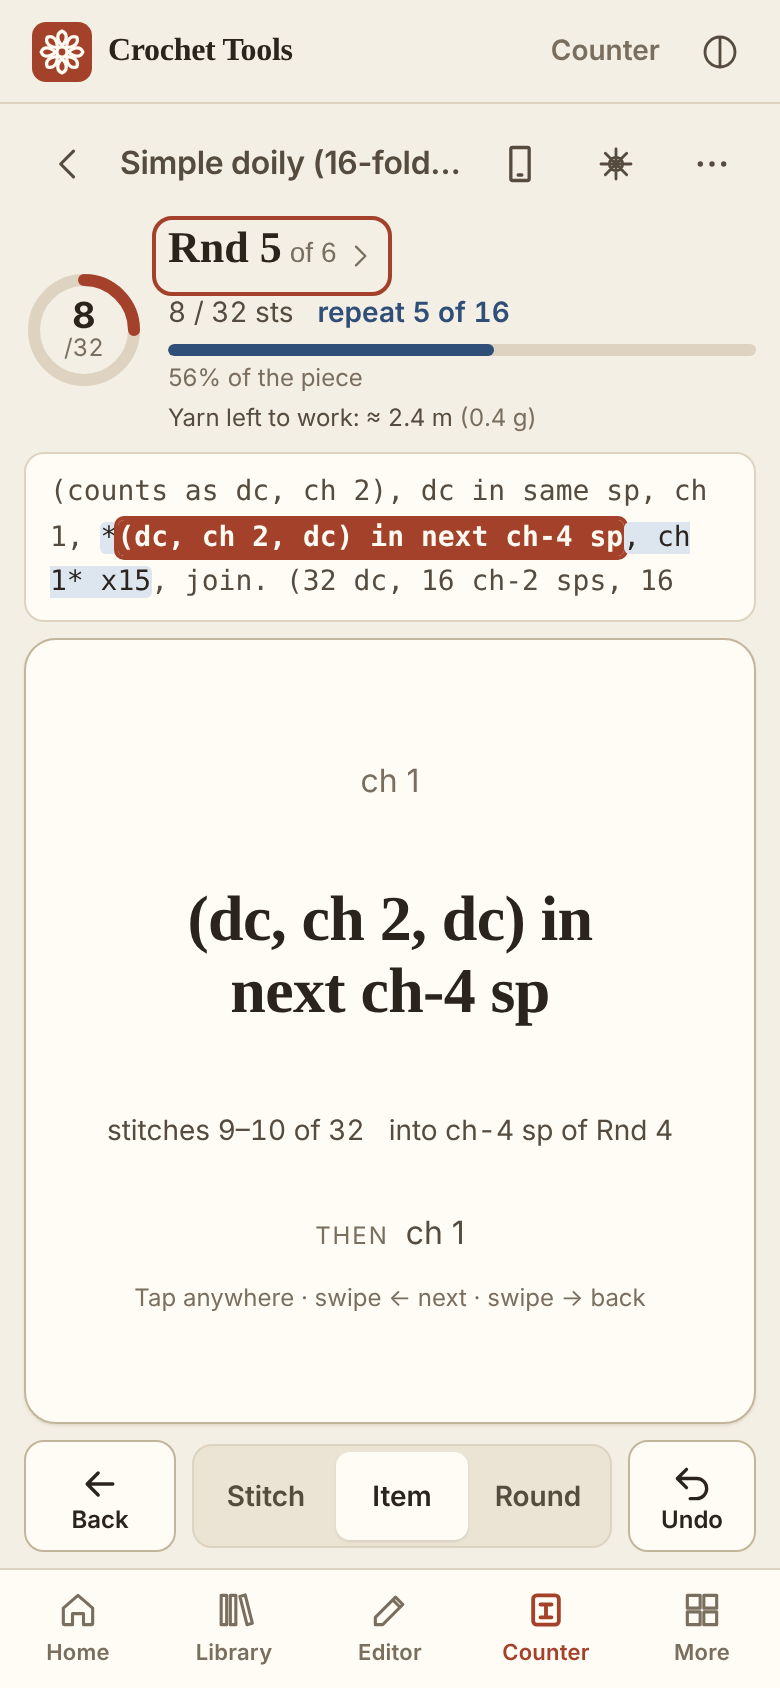 Crochet Tools
Counter
Simple doily (16-fold...
Rnd 5 of 6
8
/32
8 / 32 sts repeat 5 of 16
56% of the piece
Yarn left to work: ≈ 2.4 m (0.4 g)
(counts as dc, ch 2), dc in same sp, ch
1, *(dc, ch 2, dc) in next ch-4 sp, ch
1* x15, join. (32 dc, 16 ch-2 sps, 16
ch 1
(dc, ch 2, dc) in
next ch-4 sp
stitches 9–10 of 32 into ch-4 sp of Rnd 4
THEN ch 1
Tap anywhere · swipe ← next · swipe → back
Back
Stitch
Item
Round
Undo
Home
Library
Editor
Counter
More